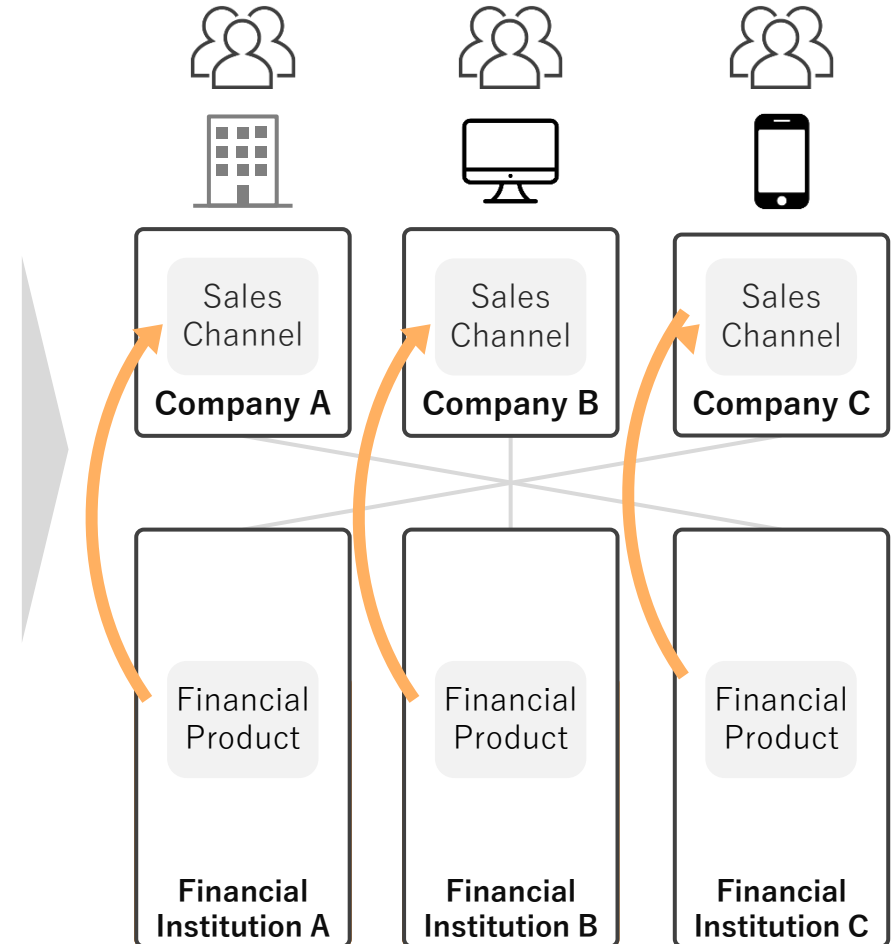 Sales
Channel
Company A
Sales
Channel
Company B
Sales
Channel
Company C
Financial
Product
Financial
Institution A
Financial
Product
Financial
Institution B
Financial
Product
Financial
Institution C